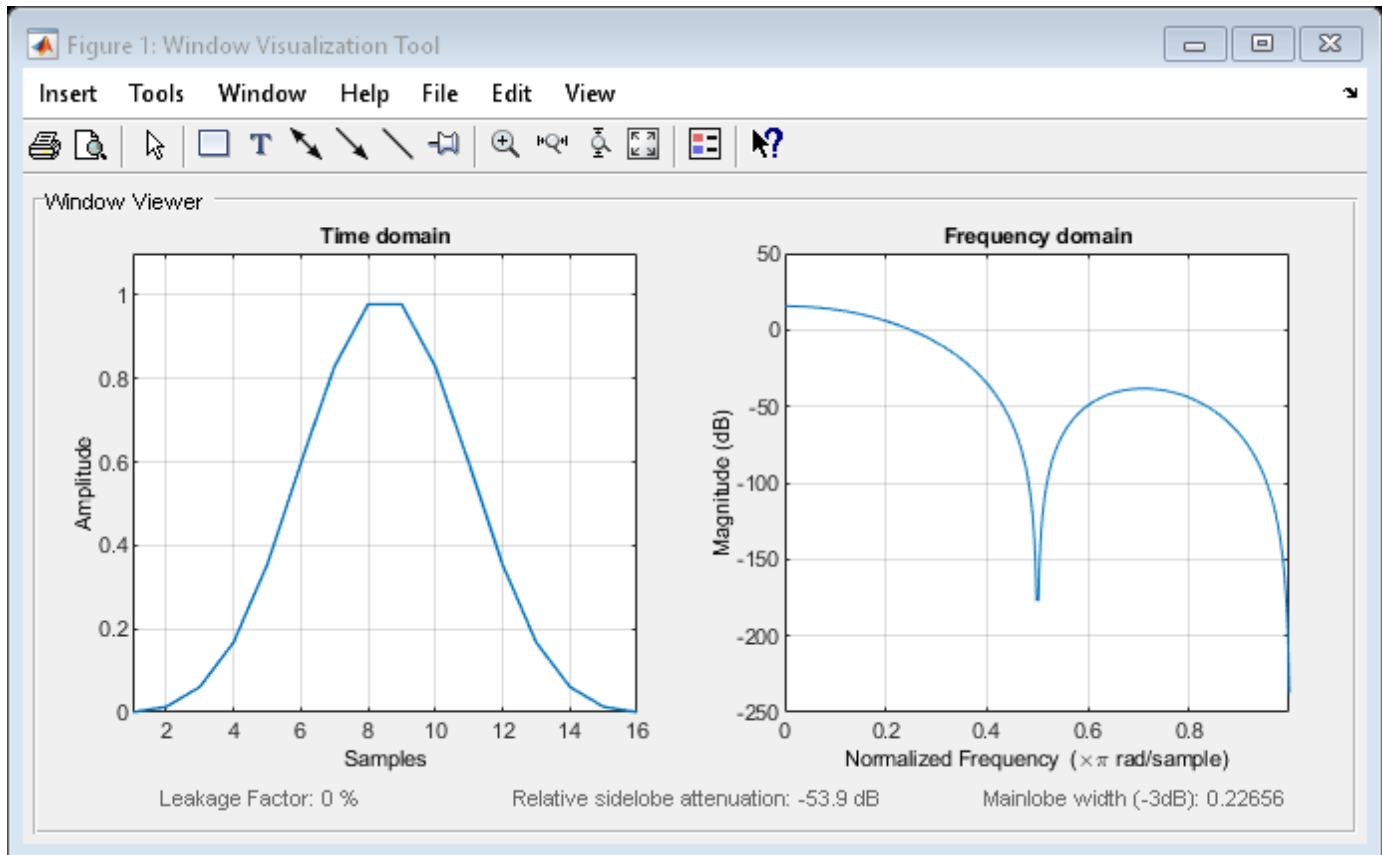 Figure 1: Window Visualization Tool
Insert Tools Window Help File Edit View
T
Window Viewer
Time domain
1
0.8
0.6
0.4
0.2
0
2 4 6 8 10 12 14 16
Amplitude
Samples
Frequency domain
50
0
-50
-100
-150
-200
-250
0 0.2 0.4 0.6 0.8
Magnitude (dB)
Normalized Frequency (×π rad/sample)
Leakage Factor: 0 % Relative sidelobe attenuation: -53.9 dB Mainlobe width (-3dB): 0.22656